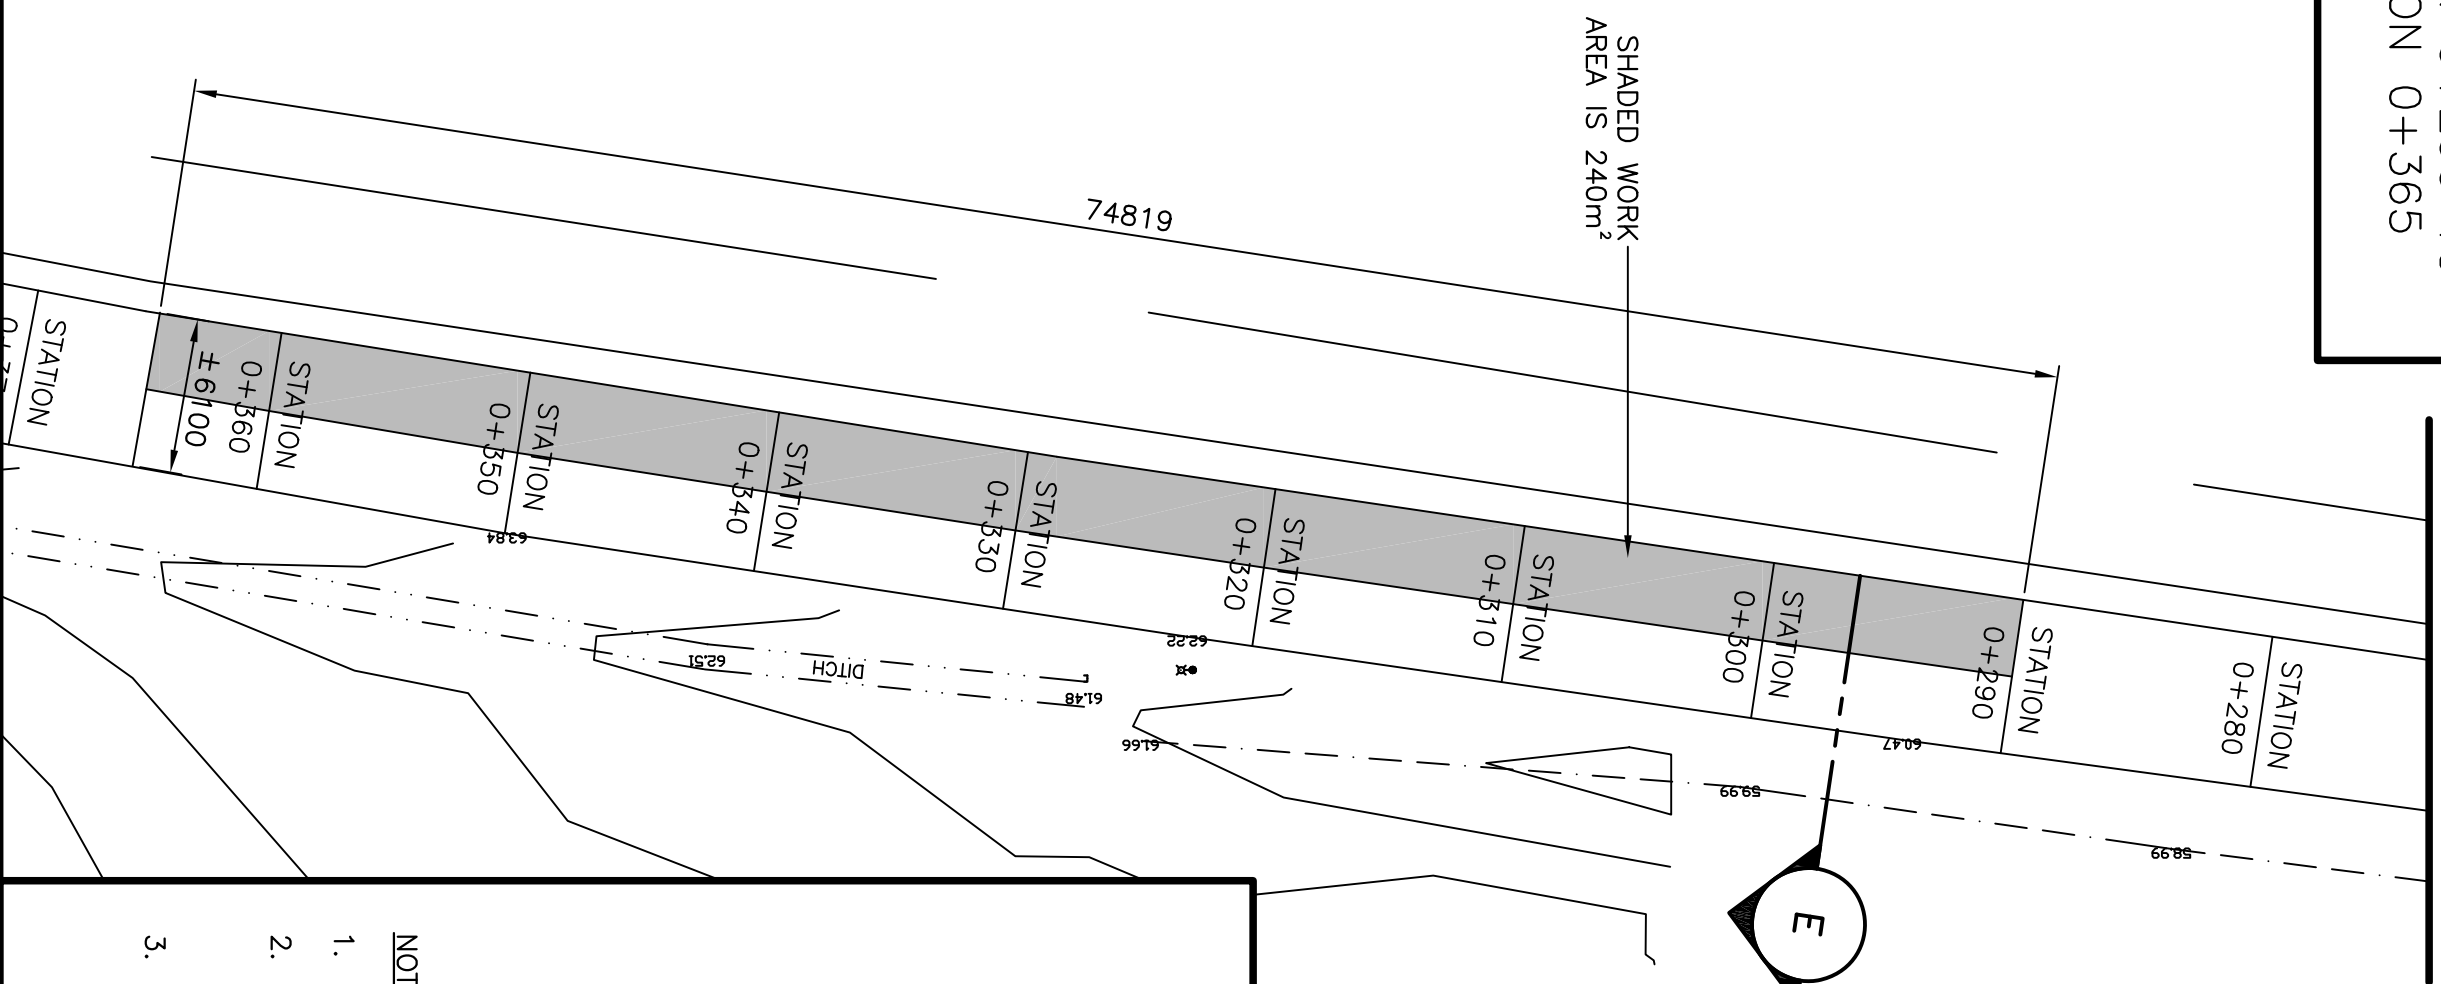 ON 0+365
SHADED WORK
AREA IS 240m²
74819
±6100
STATION
STATION
0+360
STATION
0+350
STATION
0+340
STATION
0+330
STATION
0+320
STATION
0+310
STATION
0+300
STATION
0+290
STATION
0+280
63.84
62.51
DITCH
62.22
61.48
61.66
60.47
59.99
58.99
E
NOT
1.
2.
3.